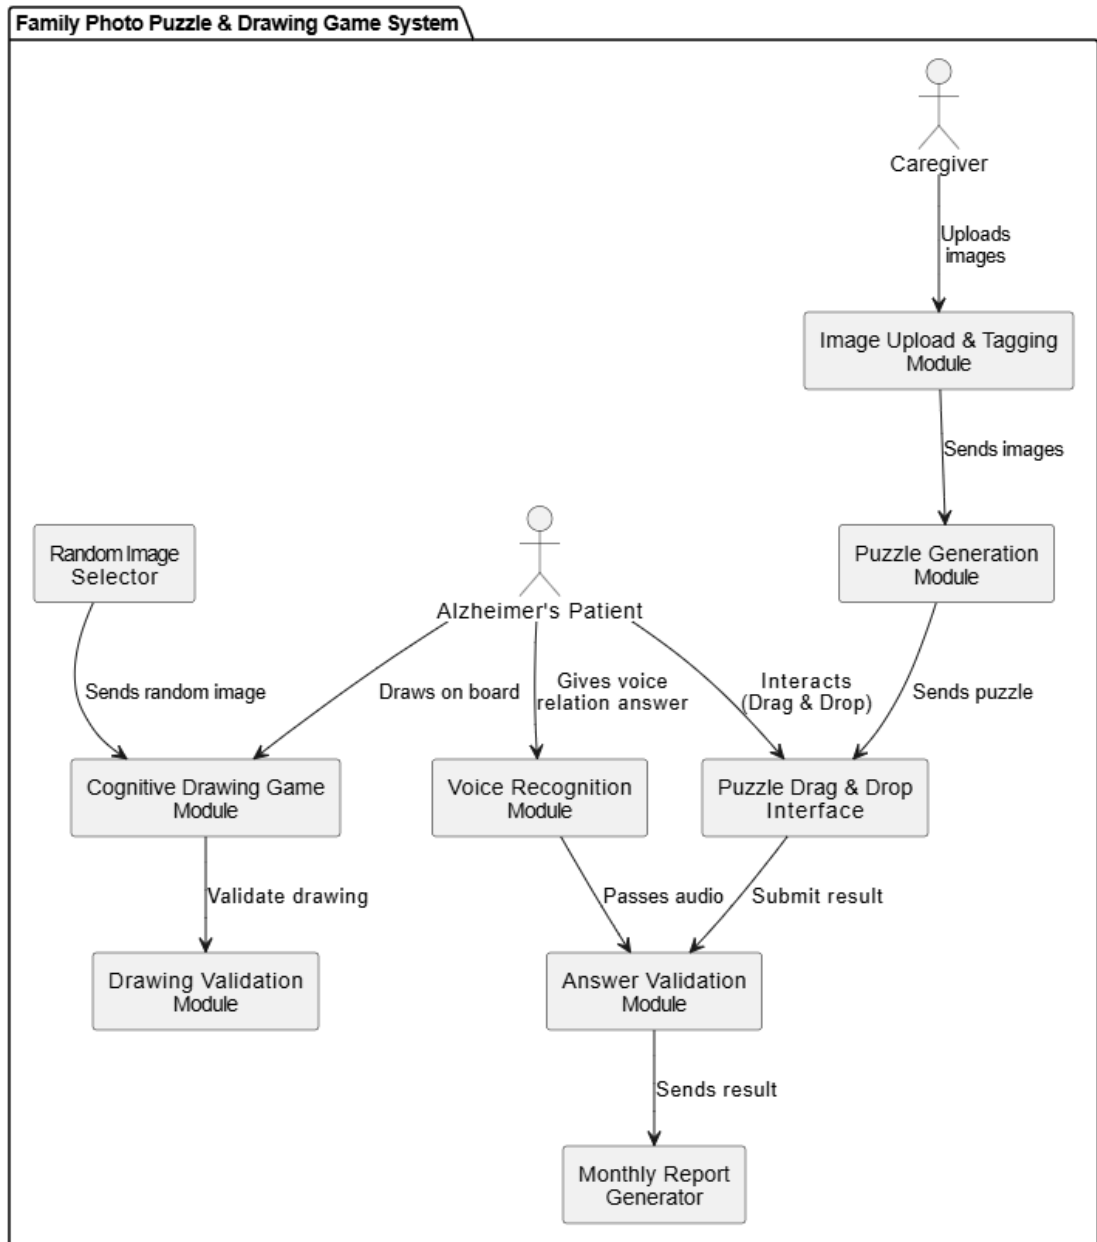 Family Photo Puzzle & Drawing Game System
Caregiver
Uploads
images
Image Upload & Tagging
Module
Sends images
Random Image
Selector
Alzheimer's Patient
Puzzle Generation
Module
Sends random image
Draws on board
Gives voice
relation answer
Interacts
(Drag & Drop)
Sends puzzle
Cognitive Drawing Game
Module
Voice Recognition
Module
Puzzle Drag & Drop
Interface
Validate drawing
Passes audio
Submit result
Drawing Validation
Module
Answer Validation
Module
Sends result
Monthly Report
Generator